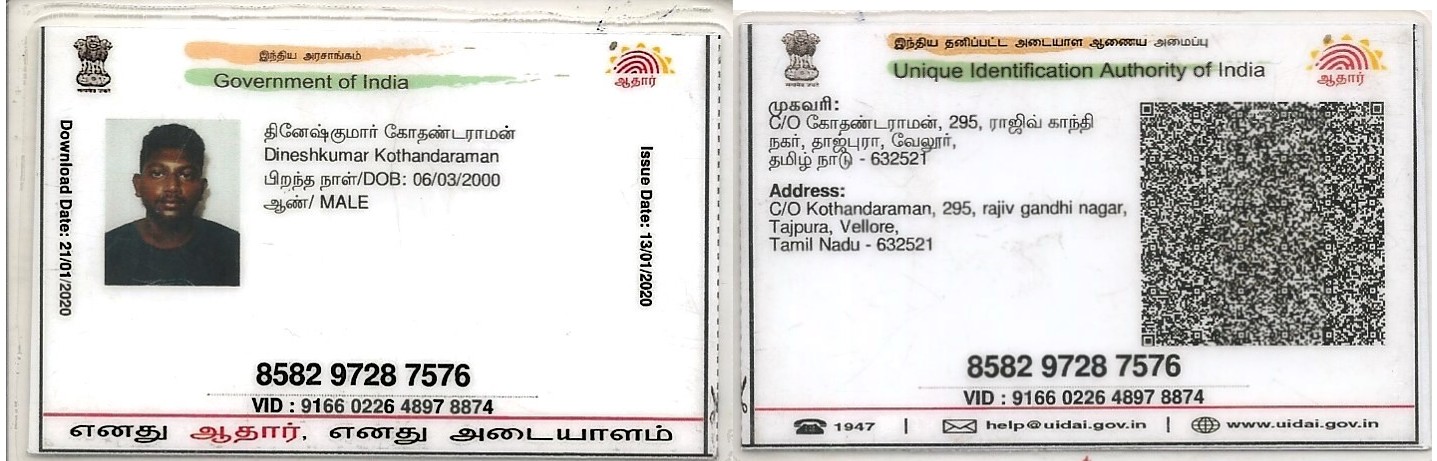 இந்திய அரசாங்கம்
Government of India
ஆதார்
Download Date: 21/01/2020
தினேஷ்குமார் கோதண்டராமன்
Dineshkumar Kothandaraman
பிறந்த நாள்/DOB: 06/03/2000
ஆண்/ MALE
Issue Date: 13/01/2020
8582 9728 7576
VID : 9166 0226 4897 8874
எனது ஆதார், எனது அடையாளம்
இந்திய தனிப்பட்ட அடையாள ஆணைய அமைப்பு
Unique Identification Authority of India
ஆதார்
முகவரி:
C/O கோதண்டராமன், 295, ராஜிவ் காந்தி
நகர், தாஜபுரா, வேலூர்,
தமிழ் நாடு - 632521
Address:
C/O Kothandaraman, 295, rajiv gandhi nagar,
Tajpura, Vellore,
Tamil Nadu - 632521
8582 9728 7576
VID : 9166 0226 4897 8874
1947 | help@uidai.gov.in | www.uidai.gov.in